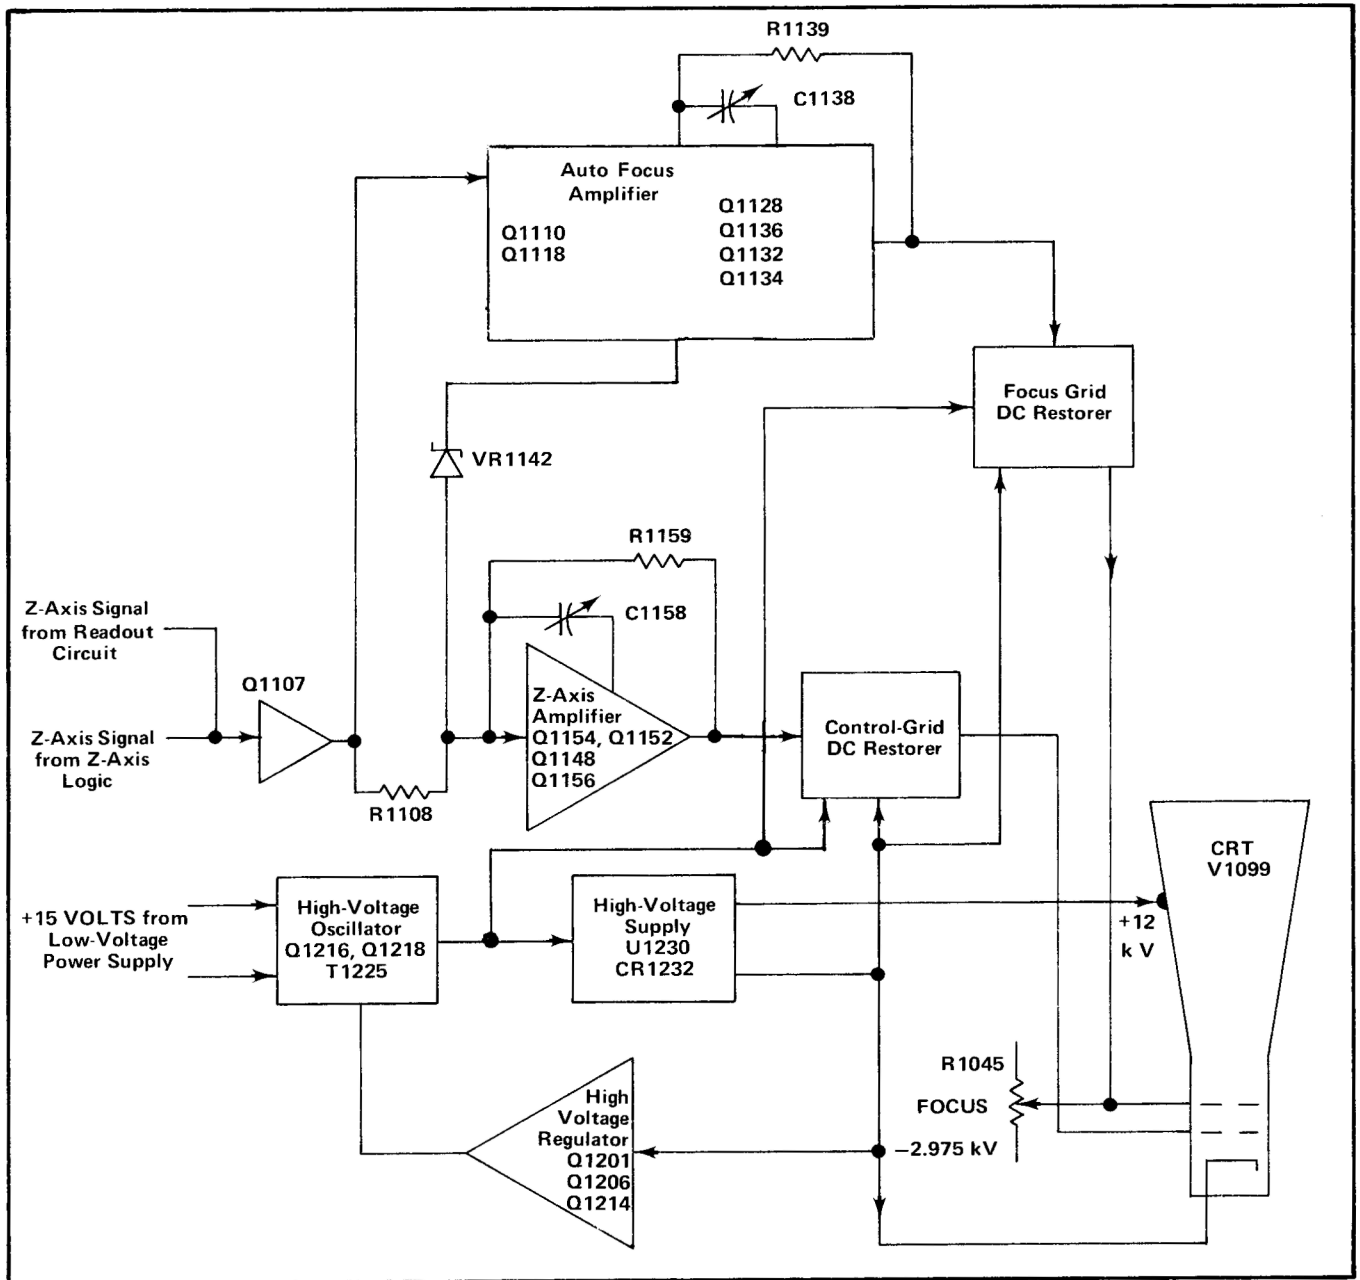 R1139
C1138
Auto Focus
Amplifier
Q1110
Q1118
Q1128
Q1136
Q1132
Q1134
Focus Grid
DC Restorer
VR1142
R1159
C1158
Z-Axis Signal
from Readout
Circuit
Q1107
Z-Axis Signal
from Z-Axis
Logic
R1108
Z-Axis
Amplifier
Q1154, Q1152
Q1148
Q1156
Control-Grid
DC Restorer
CRT
V1099
+15 VOLTS from
Low-Voltage
Power Supply
High-Voltage
Oscillator
Q1216, Q1218
T1225
High-Voltage
Supply
U1230
CR1232
+12
k V
R1045
FOCUS
−2.975 kV
High
Voltage
Regulator
Q1201
Q1206
Q1214